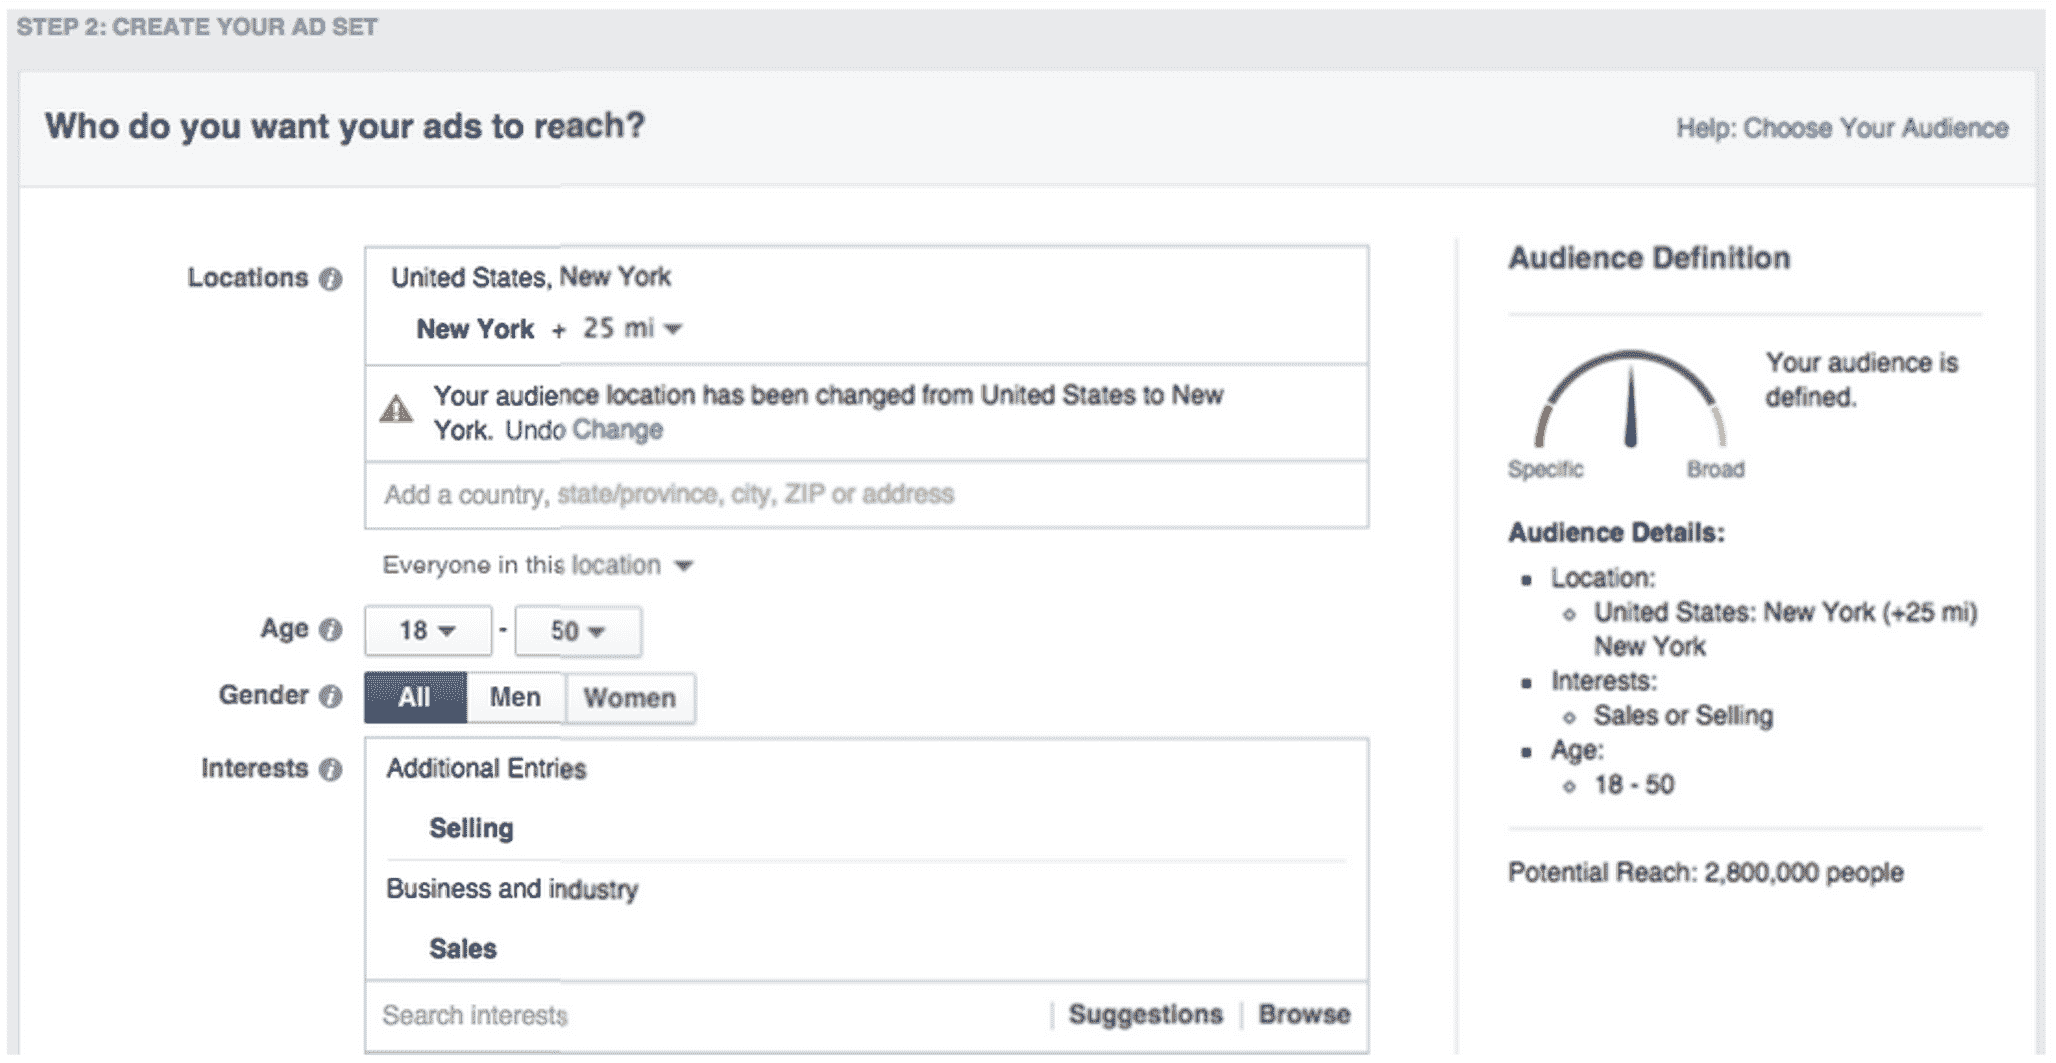 STEP 2: CREATE YOUR AD SET
Who do you want your ads to reach?
Help: Choose Your Audience
Locations
United States, New York
New York + 25 mi
Your audience location has been changed from United States to New
York. Undo Change
Add a country, state/province, city, ZIP or address
Everyone in this location
Age
18 - 50
Gender
All Men Women
Interests
Additional Entries
Selling
Business and industry
Sales
Search interests
Suggestions Browse
Audience Definition
Your audience is
defined.
Specific Broad
Audience Details:
Location:
United States: New York (+25 mi)
New York
Interests:
Sales or Selling
Age:
18 - 50
Potential Reach: 2,800,000 people